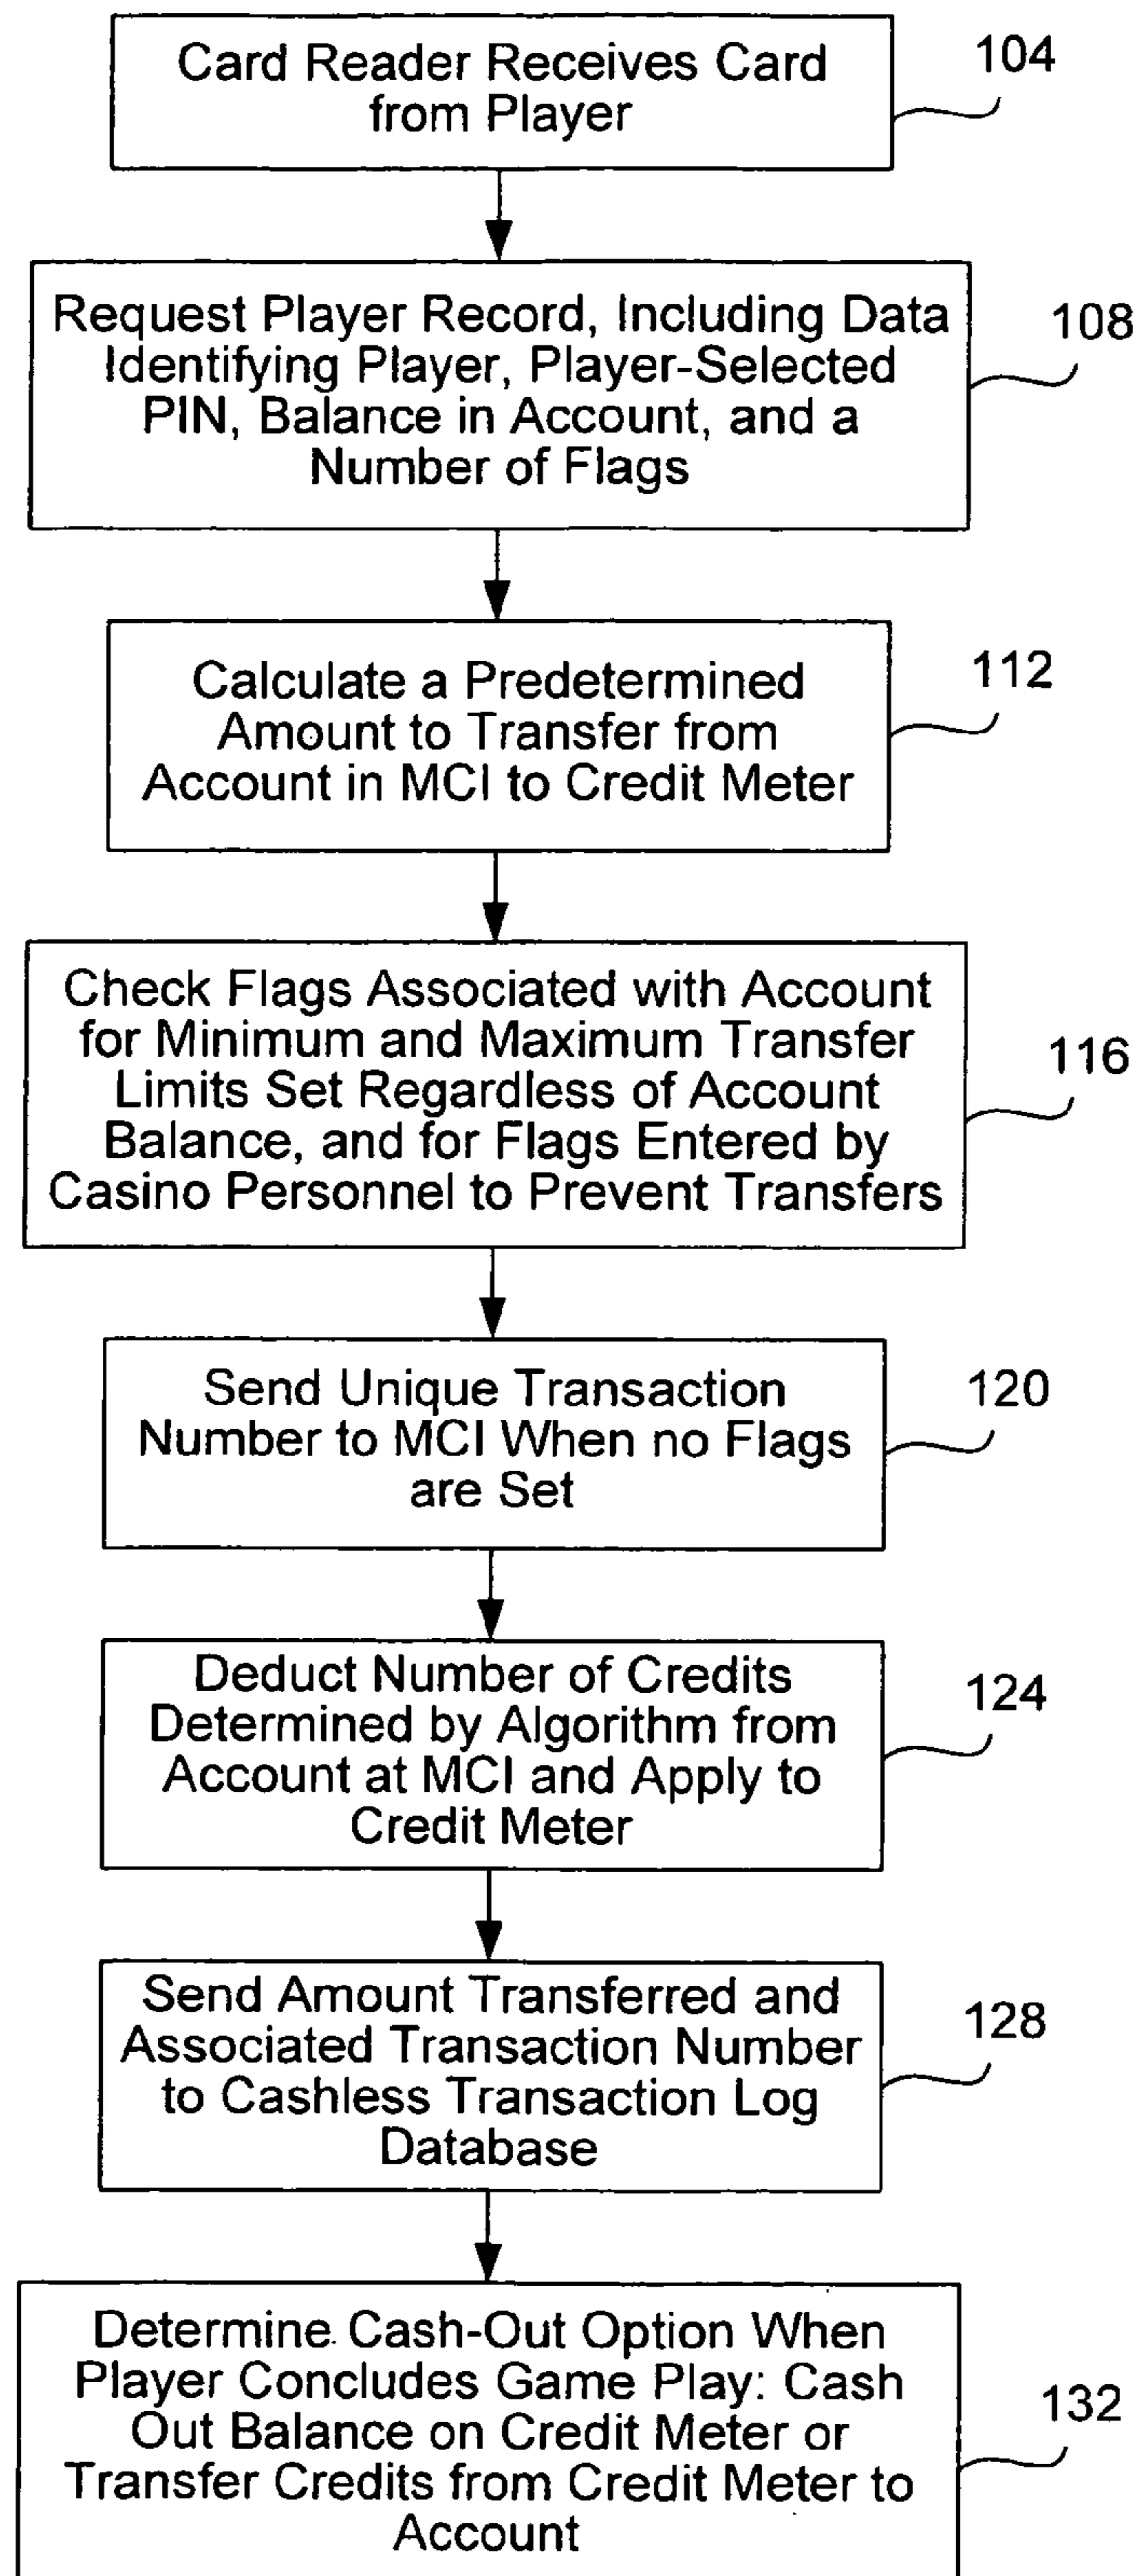 Card Reader Receives Card
from Player
104
Request Player Record, Including Data
Identifying Player, Player-Selected
PIN, Balance in Account, and a
Number of Flags
108
Calculate a Predetermined
Amount to Transfer from
Account in MCI to Credit Meter
112
Check Flags Associated with Account
for Minimum and Maximum Transfer
Limits Set Regardless of Account
Balance, and for Flags Entered by
Casino Personnel to Prevent Transfers
116
Send Unique Transaction
Number to MCI When no Flags
are Set
120
Deduct Number of Credits
Determined by Algorithm from
Account at MCI and Apply to
Credit Meter
124
Send Amount Transferred and
Associated Transaction Number
to Cashless Transaction Log
Database
128
Determine Cash-Out Option When
Player Concludes Game Play: Cash
Out Balance on Credit Meter or
Transfer Credits from Credit Meter to
Account
132